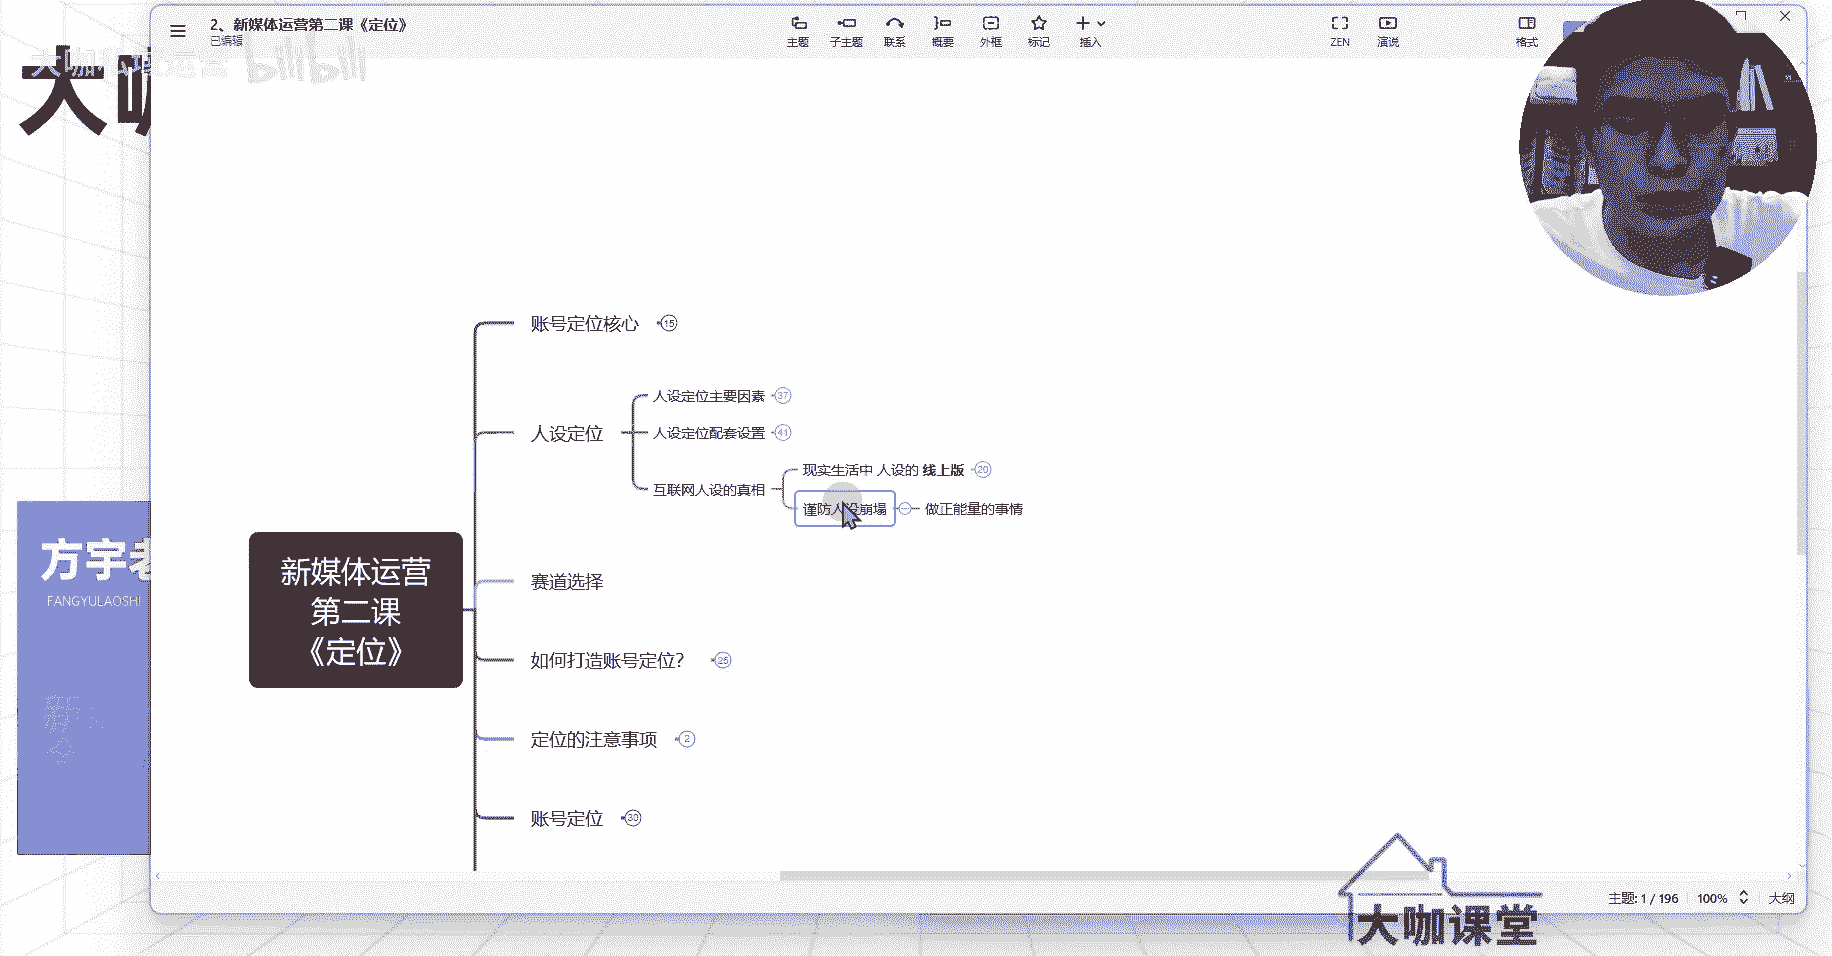 2、新媒体运营第二课《定位》
已编辑
主题
子主题
联系
概要
外框
标记
插入
ZEN
演说
格式
大咖私域运营 bilibili
大咖
账号定位核心 15
人设定位主要因素 37
人设定位
人设定位配套设置 41
现实生活中 人设的 线上版 20
互联网人设的真相
谨防人设崩塌
做正能量的事情
新媒体运营
第二课
《定位》
赛道选择
如何打造账号定位? 25
定位的注意事项 2
账号定位 30
方宇老
FANGYULAOSHI
主题: 1 / 196
100%
大纲
大咖课堂